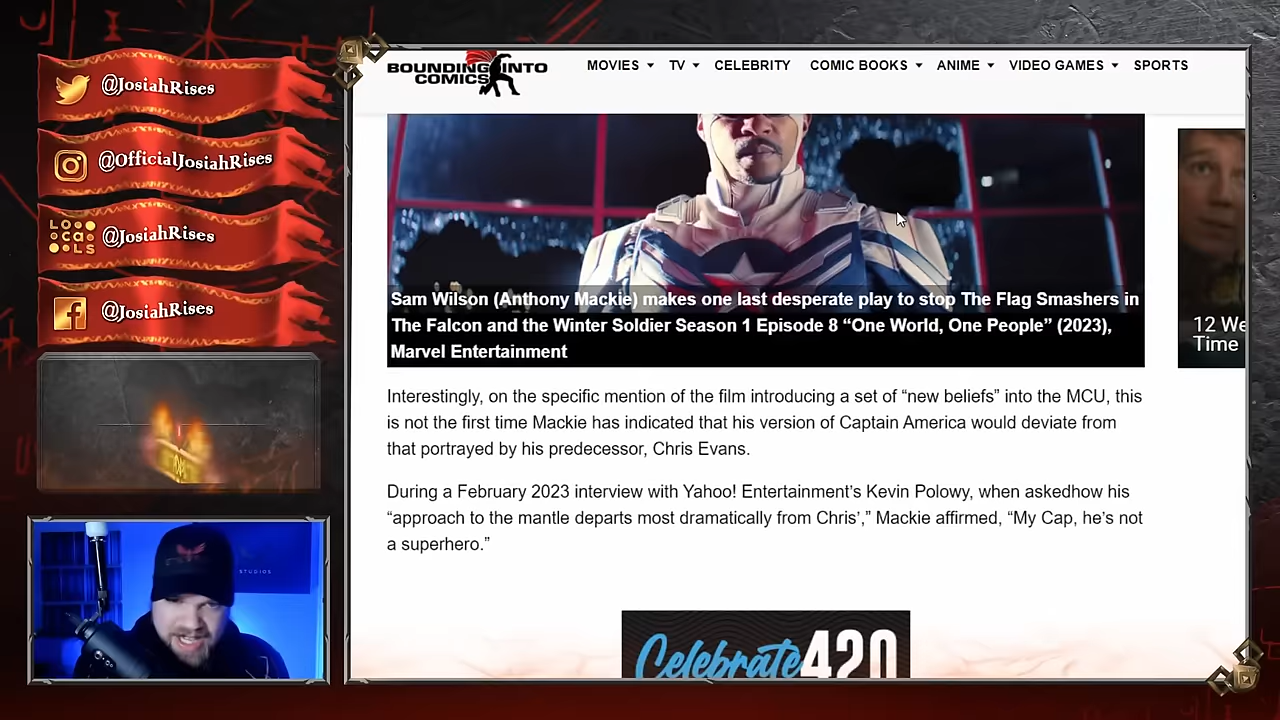 @JosiahRises
@OfficialJosiahRises
LOcaLS
@JosiahRises
@JosiahRises
STUDIOS
BOUNDING INTO
COMICS
MOVIES TV CELEBRITY COMIC BOOKS ANIME VIDEO GAMES SPORTS
Sam Wilson (Anthony Mackie) makes one last desperate play to stop The Flag Smashers in
The Falcon and the Winter Soldier Season 1 Episode 8 “One World, One People” (2023),
Marvel Entertainment
12 We
Time
Interestingly, on the specific mention of the film introducing a set of “new beliefs” into the MCU, this
is not the first time Mackie has indicated that his version of Captain America would deviate from
that portrayed by his predecessor, Chris Evans.
During a February 2023 interview with Yahoo! Entertainment’s Kevin Polowy, when askedhow his
“approach to the mantle departs most dramatically from Chris’,” Mackie affirmed, “My Cap, he’s not
a superhero.”
Celebrate 420